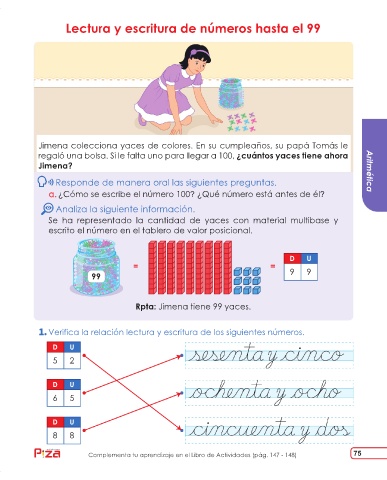 Lectura y escritura de números hasta el 99
Jimena colecciona yaces de colores. En su cumpleaños, su papá Tomás le
regaló una bolsa. Si le falta uno para llegar a 100, ¿cuántos yaces tiene ahora
Jimena?
Aritmética
Responde de manera oral las siguientes preguntas.
a. ¿Cómo se escribe el número 100? ¿Qué número está antes de él?
Analiza la siguiente información.
Se ha representado la cantidad de yaces con material multibase y
escrito el número en el tablero de valor posicional.
99
=
=
D U
9 9
Rpta: Jimena tiene 99 yaces.
1. Verifica la relación lectura y escritura de los siguientes números.
D U
5 2
sesenta y cinco
D U
6 5
ochenta y ocho
D U
8 8
cincuenta y dos
Complementa tu aprendizaje en el Libro de Actividades (pág. 147 - 148)
75